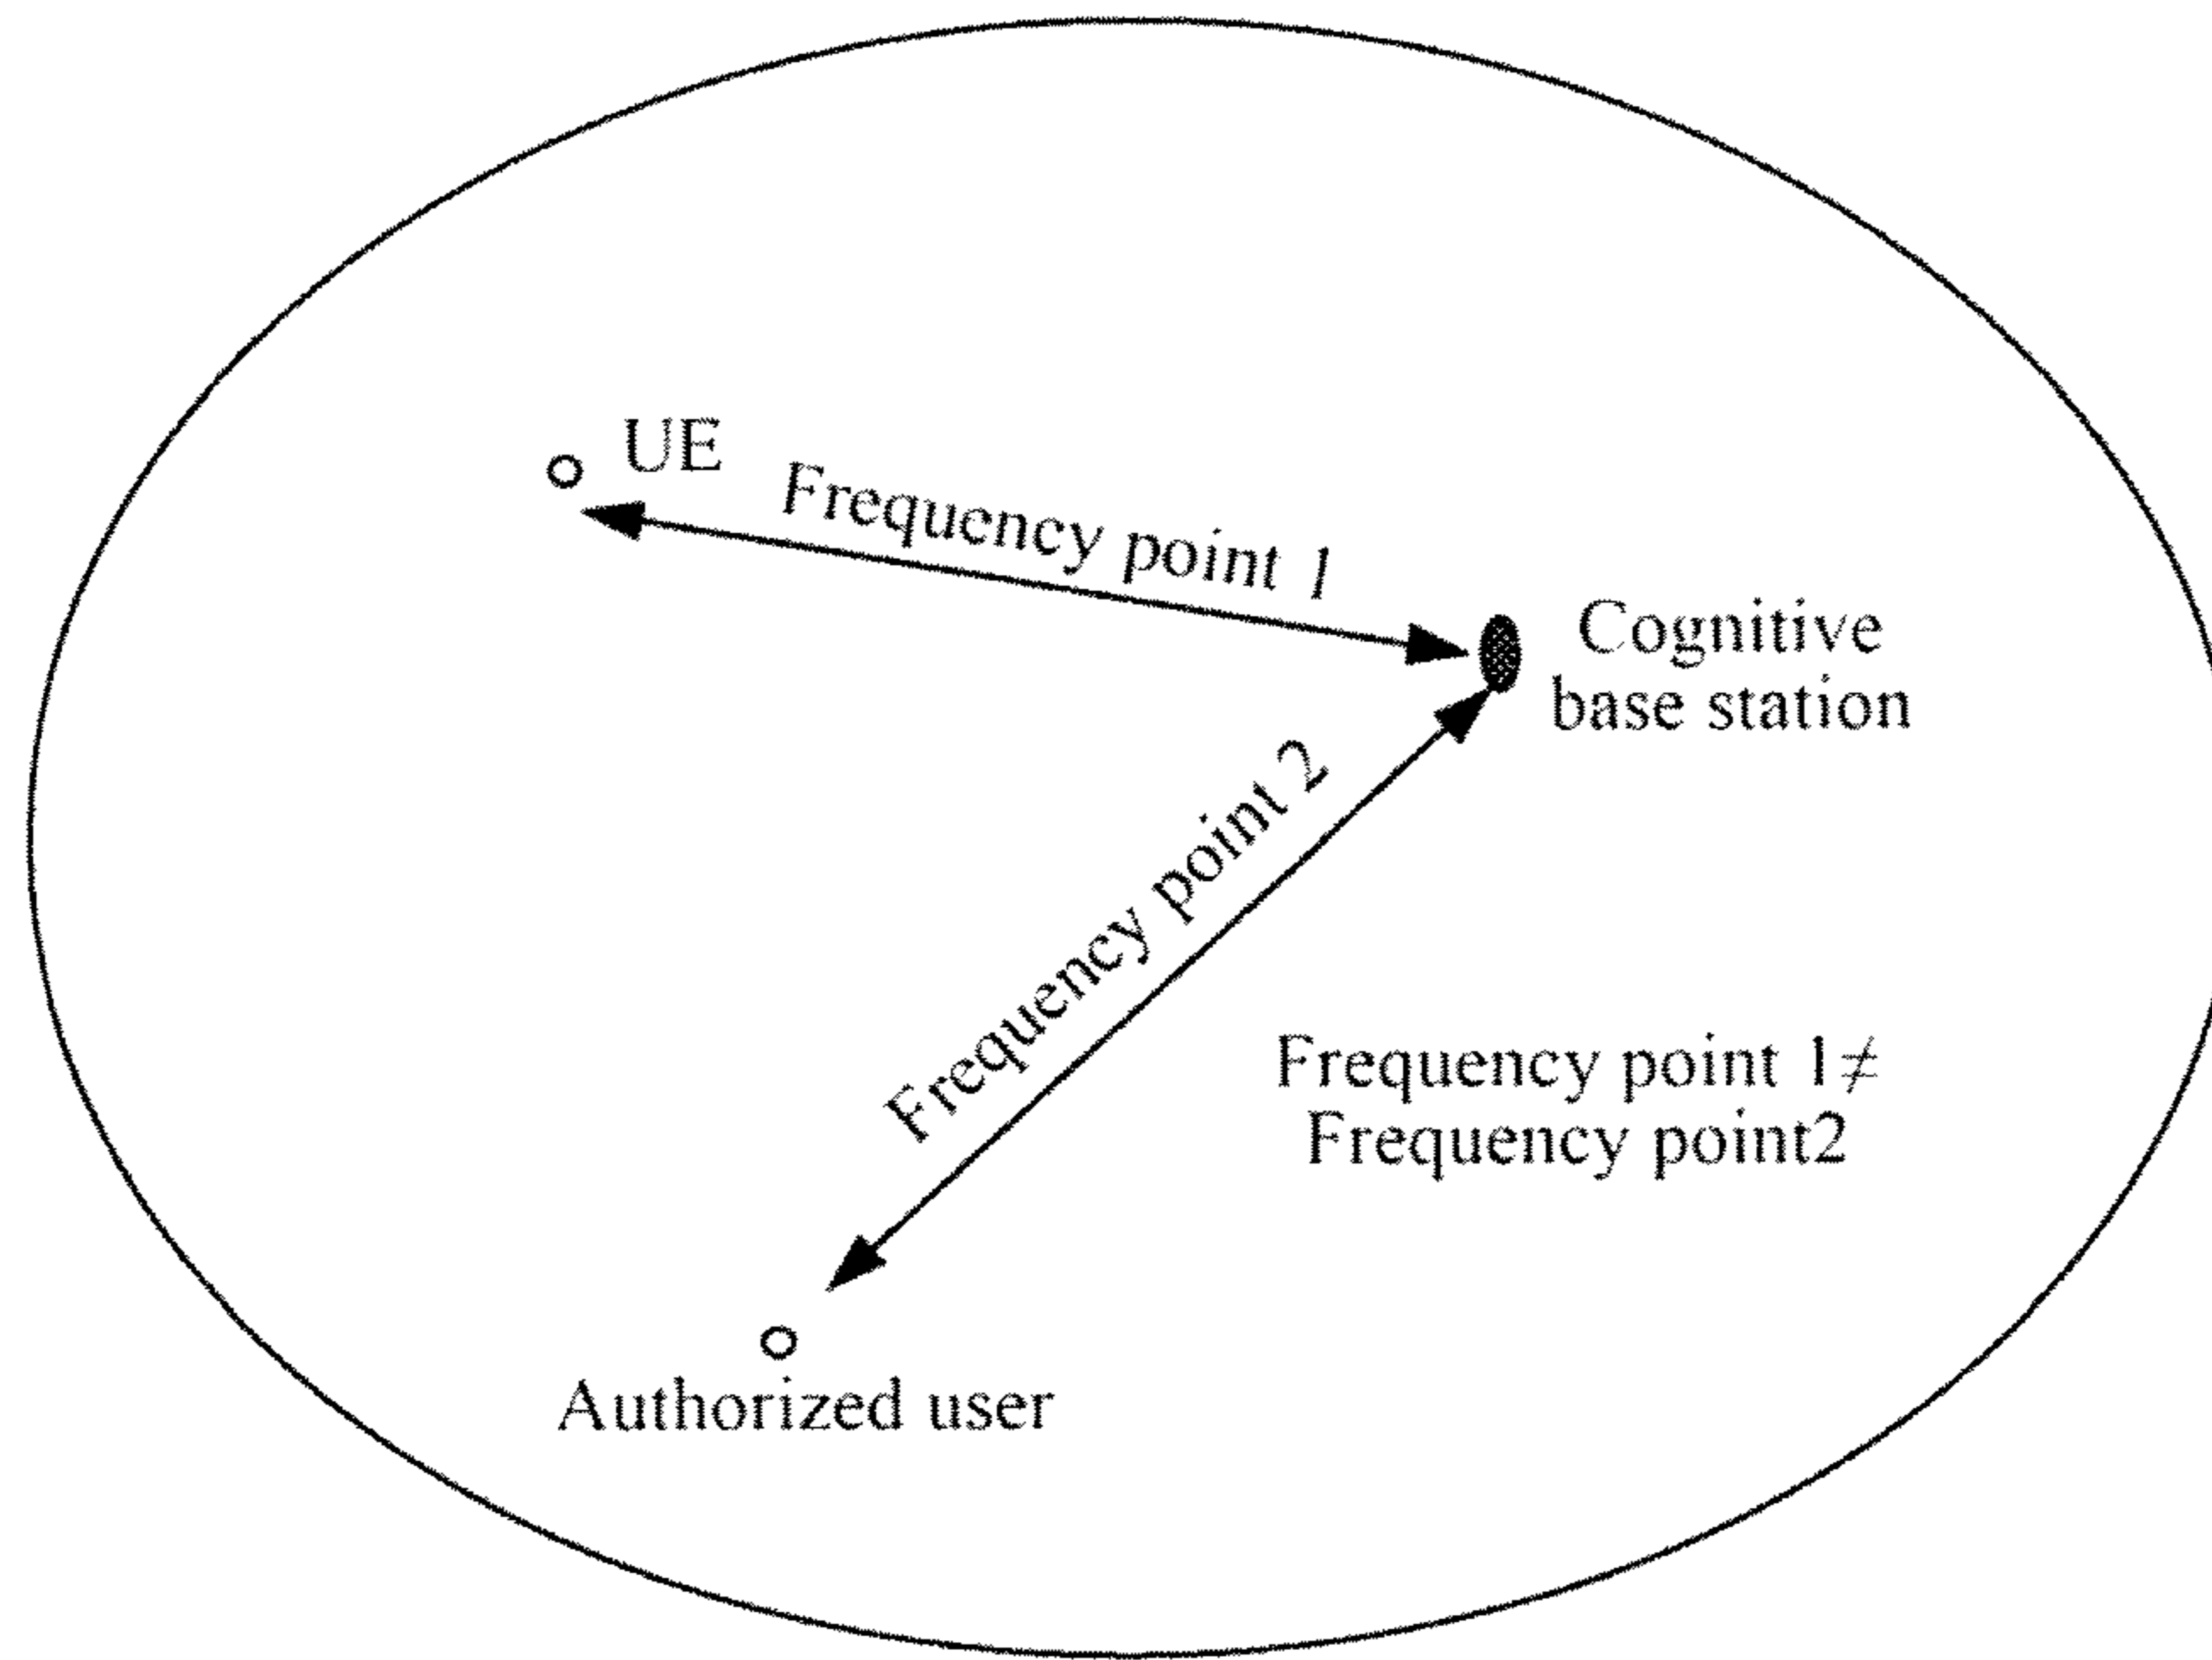 UE
Frequency point 1
Cognitive
base station
Frequency point 2
Frequency point 1≠
Frequency point2
Authorized user